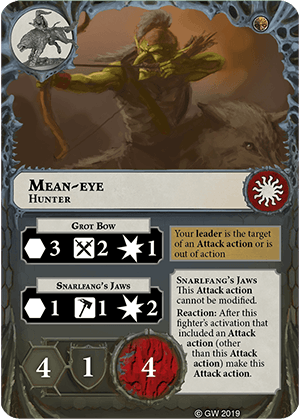 MEAN-EYE
HUNTER
GROT BOW
3 2 1
Your leader is the target
of an Attack action or is
out of action
SNARLFANG'S JAWS
1 1 2
SNARLFANG'S JAWS
This Attack action
cannot be modified.
Reaction: After this
fighter's activation that
included an Attack
action (other
than this Attack
action) make this
Attack action.
4 1 4
© GW 2019